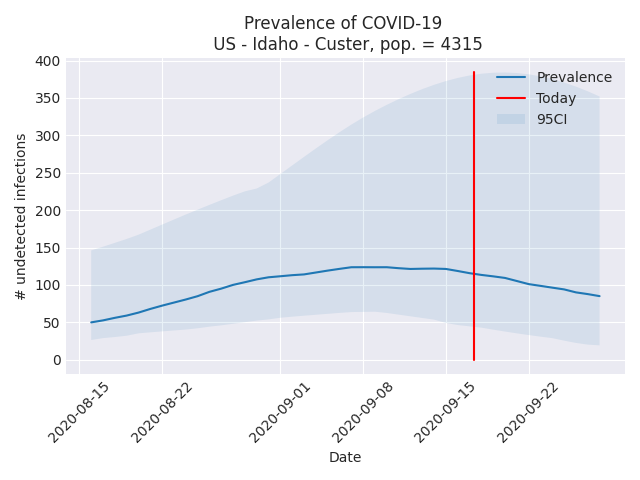 Prevalence of COVID-19
US - Idaho - Custer, pop. = 4315
400
350
300
250
200
150
100
50
0
# undetected infections
Prevalence
Today
95CI
2020-08-15
2020-08-22
2020-09-01
2020-09-08
2020-09-15
2020-09-22
Date